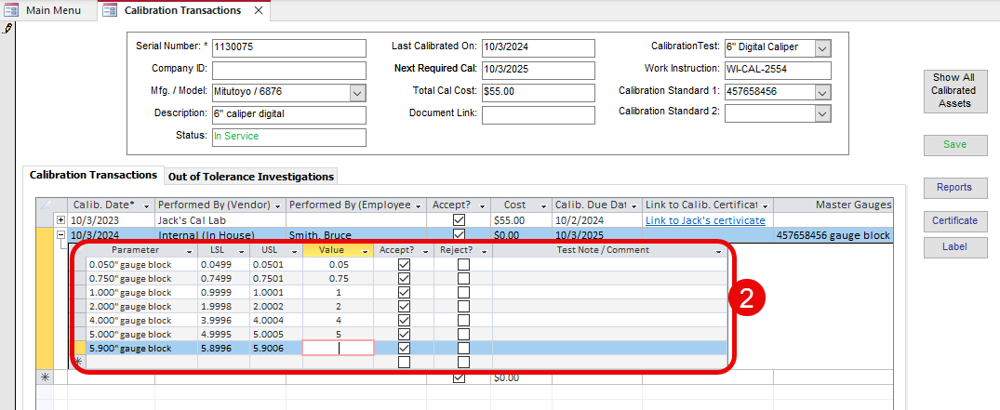 Main Menu
Calibration Transactions
Serial Number: * 1130075
Company ID:
Mfg. / Model: Mitutoyo / 6876
Description: 6" caliper digital
Status: In Service
Last Calibrated On: 10/3/2024
Next Required Cal: 10/3/2025
Total Cal Cost: $55.00
Document Link:
CalibrationTest: 6" Digital Caliper
Work Instruction: WI-CAL-2554
Calibration Standard 1: 457658456
Calibration Standard 2:
Show All
Calibrated
Assets
Save
Reports
Certificate
Label
Calibration Transactions Out of Tolerance Investigations
Calib. Date* Performed By (Vendor) Performed By (Employee Accept? Cost Calib. Due Dat Link to Calib. Certificat Master Gauges
10/3/2023 Jack's Cal Lab $55.00 10/2/2024 Link to Jack's certivicate
10/3/2024 Internal (In House) Smith, Bruce $0.00 10/3/2025 457658456 gauge block
Parameter LSL USL Value Accept? Reject? Test Note / Comment
0.050" gauge block 0.0499 0.0501 0.05
0.750" gauge block 0.7499 0.7501 0.75
1.000" gauge block 0.9999 1.0001 1
2.000" gauge block 1.9998 2.0002 2
4.000" gauge block 3.9996 4.0004 4
5.000" gauge block 4.9995 5.0005 5
5.900" gauge block 5.8996 5.9006
2
$0.00